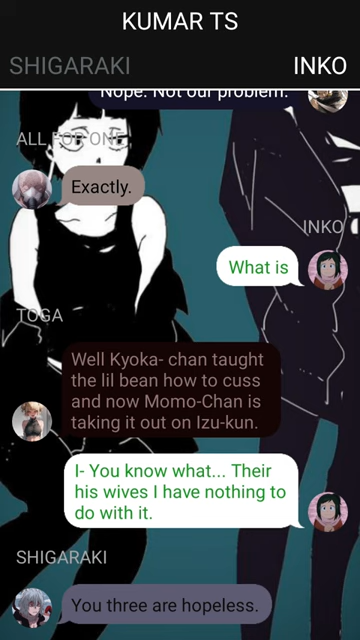 KUMAR TS
SHIGARAKI
INKO
Nope. Not our problem.
ALL FOR ONE
Exactly.
INKO
What is
TOGA
Well Kyoka- chan taught
the lil bean how to cuss
and now Momo-Chan is
taking it out on Izu-kun.
I- You know what... Their
his wives I have nothing to
do with it.
SHIGARAKI
You three are hopeless.